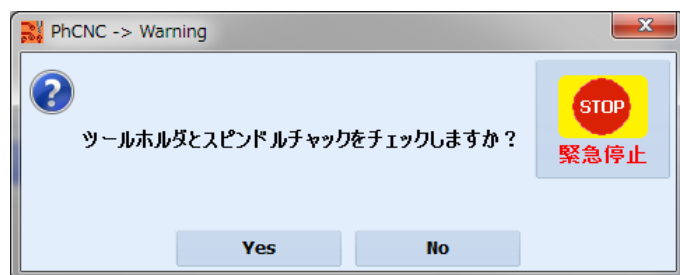 PhCNC -> Warning
ツールホルダとスピンドルチャックをチェックしますか？
STOP
緊急停止
Yes
No